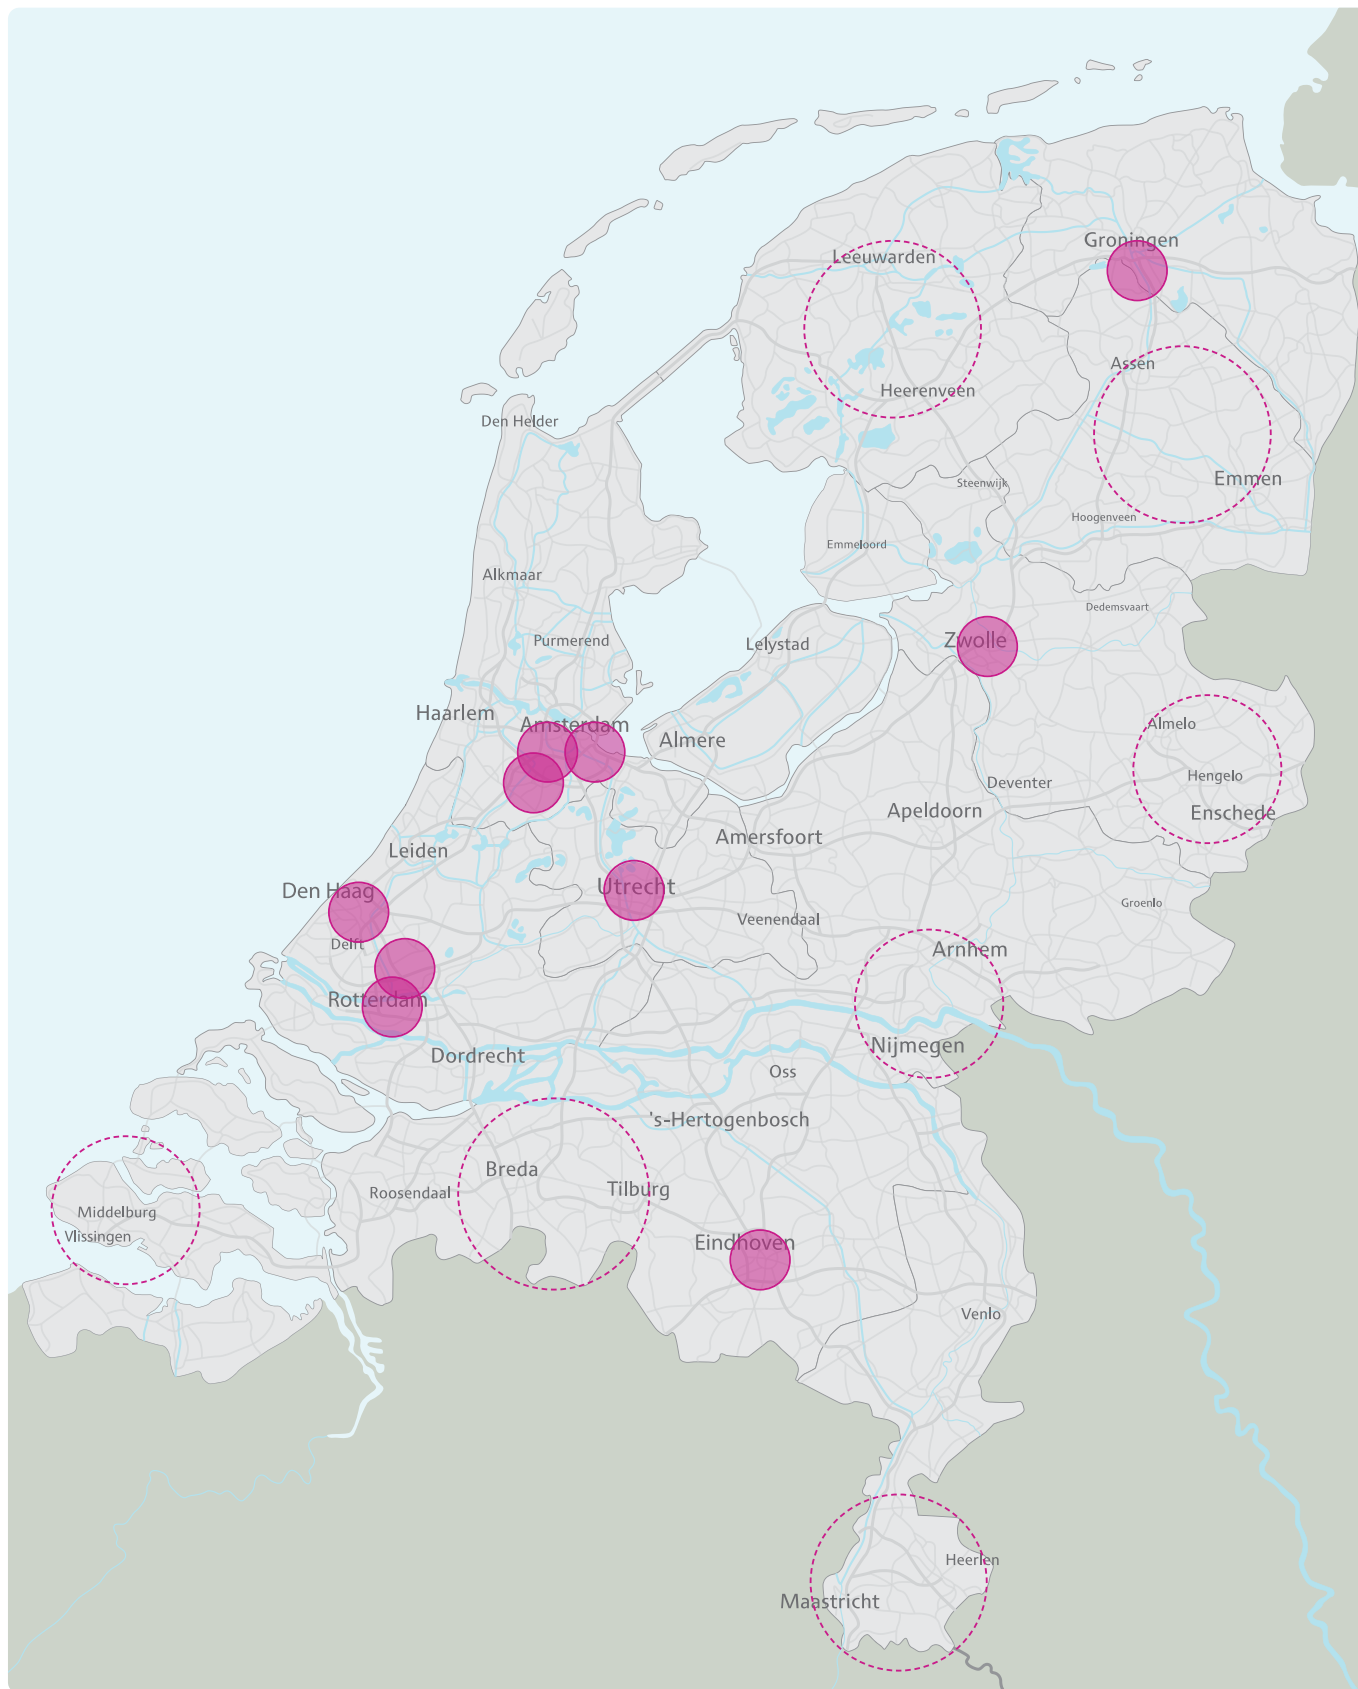 Groningen
Leeuwarden
Assen
Heerenveen
Den Helder
Emmen
Steenwijk
Hoogenveen
Emmeloord
Alkmaar
Dedemsvaart
Purmerend
Lelystad
Zwolle
Haarlem
Amsterdam
Almelo
Almere
Hengelo
Deventer
Apeldoorn
Enschede
Amersfoort
Leiden
Utrecht
Den Haag
Groenlo
Veenendaal
Delft
Arnhem
Rotterdam
Nijmegen
Dordrecht
Oss
's-Hertogenbosch
Breda
Tilburg
Roosendaal
Middelburg
Vlissingen
Eindhoven
Venlo
Heerlen
Maastricht